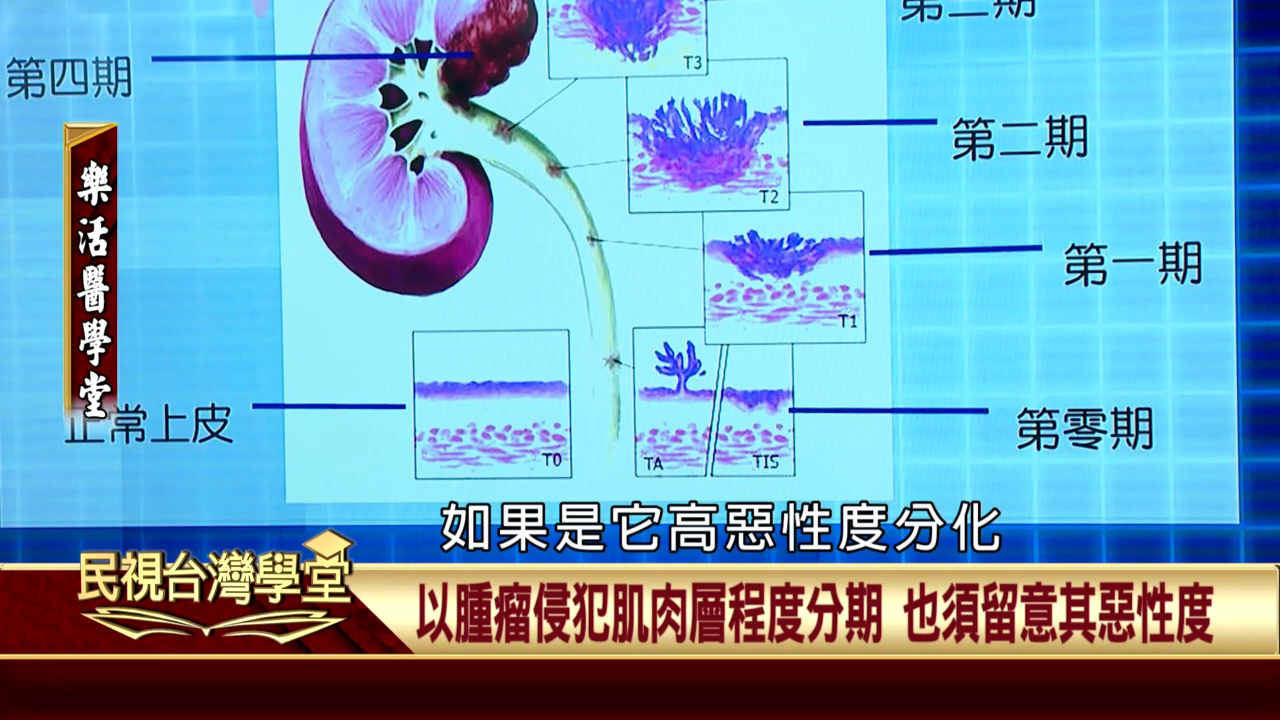 第四期
T3
第二期
T2
第一期
T1
正常上皮
T0
TA
TIS
第零期
樂活醫學堂
如果是它高惡性度分化
民視台灣學堂
以腫瘤侵犯肌肉層程度分期 也須留意其惡性度